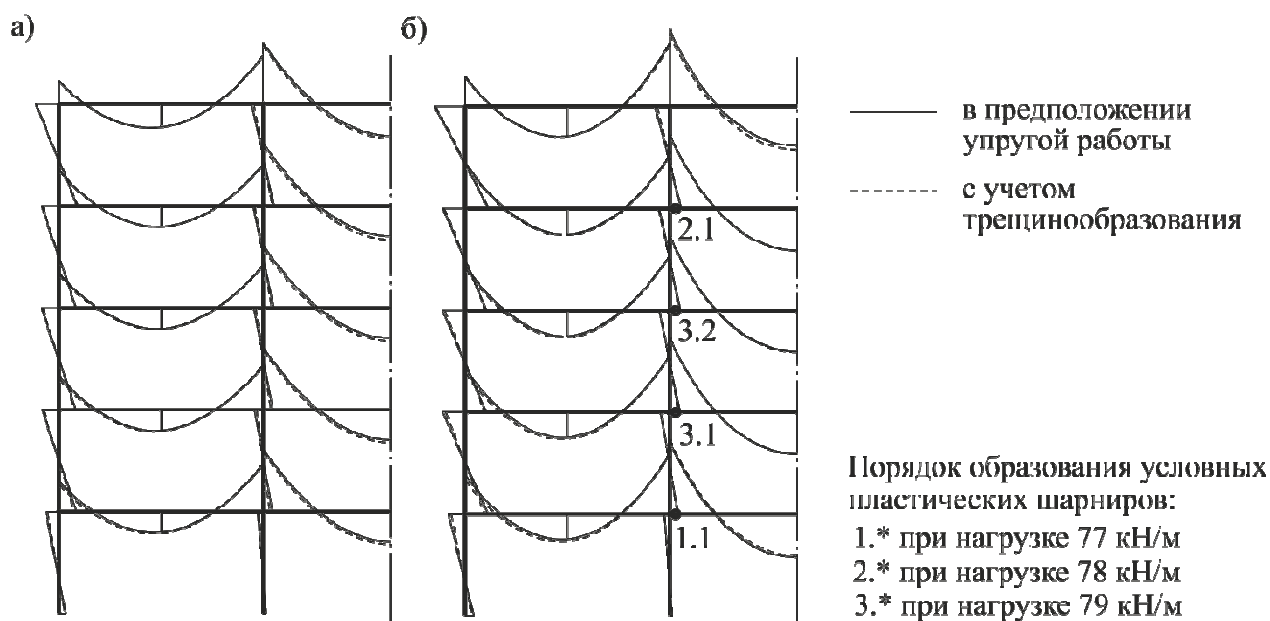 а)
б)
в предположении
упругой работы
с учетом
трещинообразования
2.1
3.2
3.1
1.1
Порядок образования условных
пластических шарниров:
1.* при нагрузке 77 кН/м
2.* при нагрузке 78 кН/м
3.* при нагрузке 79 кН/м